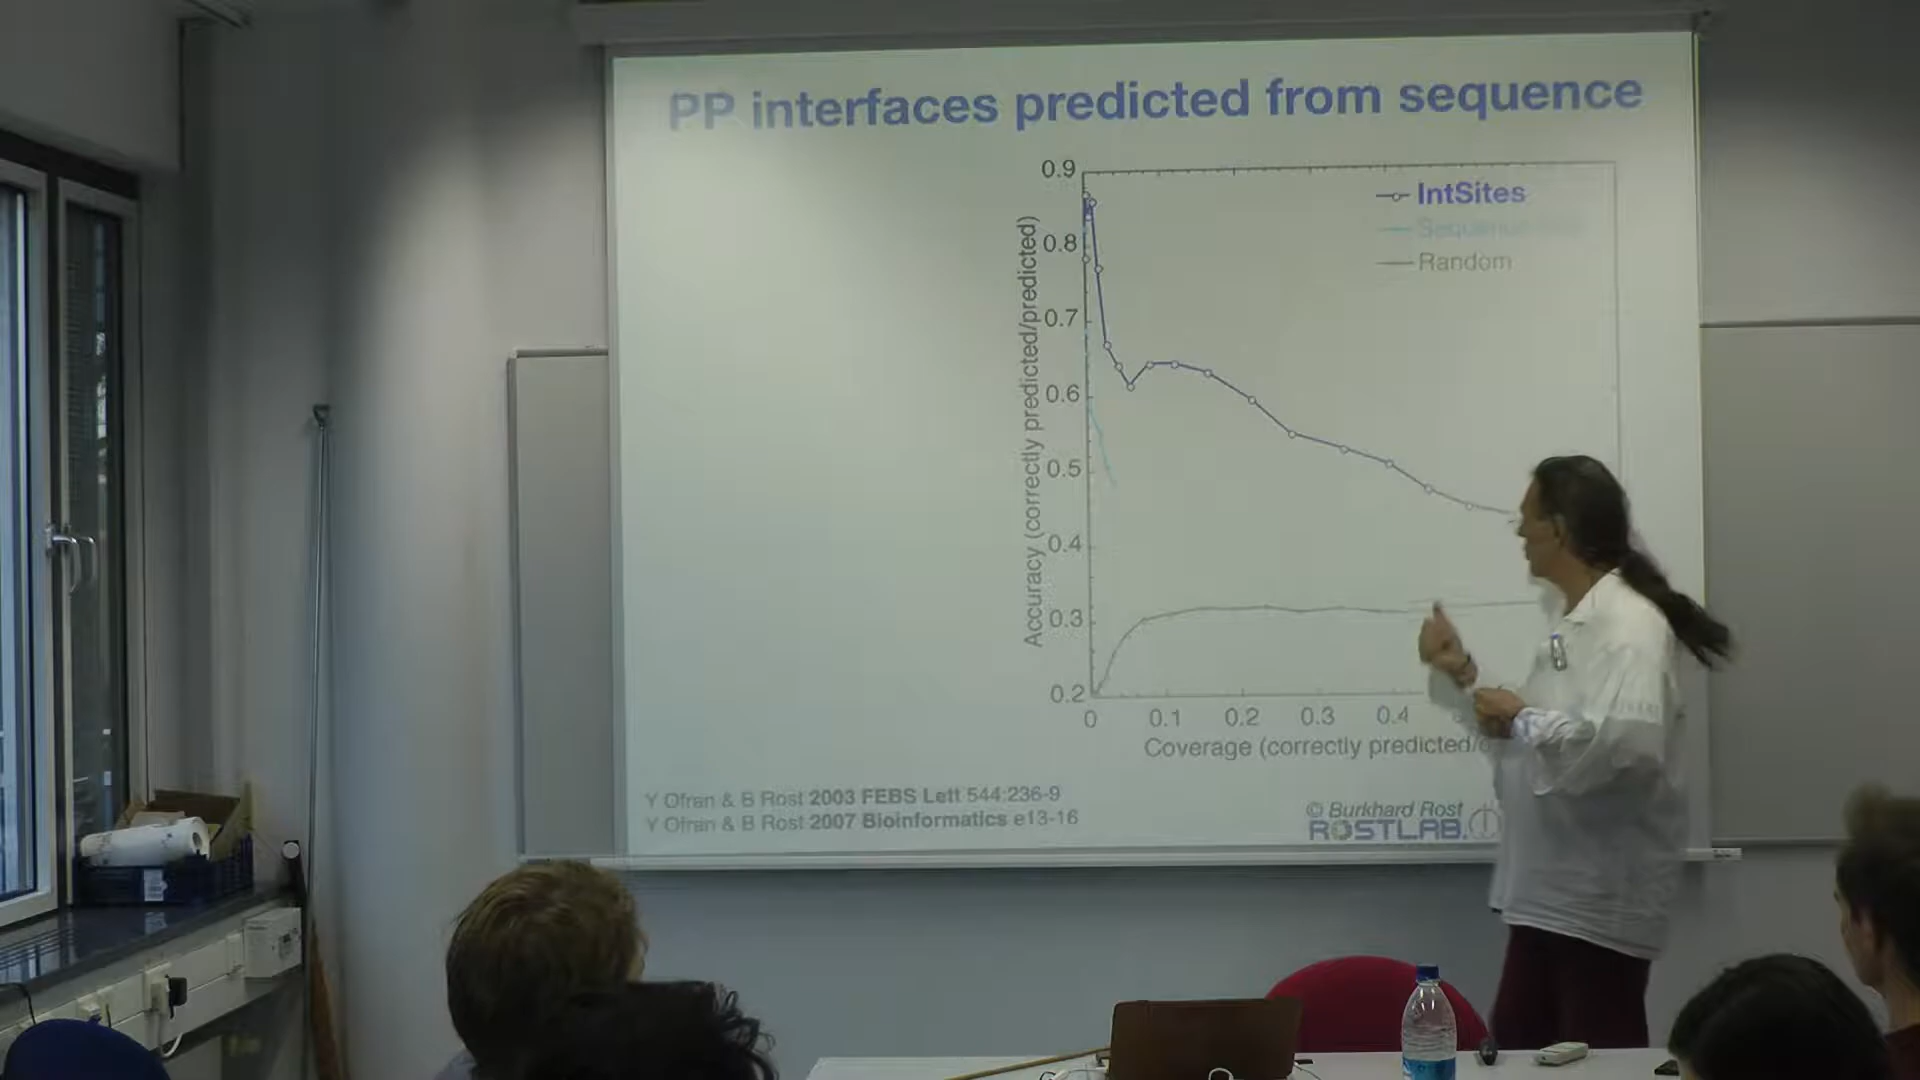 PP interfaces predicted from sequence
0.9
0.8
0.7
0.6
0.5
0.4
0.3
0.2
Accuracy (correctly predicted/predicted)
IntSites
Sequence
Random
0 0.1 0.2 0.3 0.4
Coverage (correctly predicted/
Y Ofran & B Rost 2003 FEBS Lett 544:236-9
Y Ofran & B Rost 2007 Bioinformatics e13-16
© Burkhard Rost
ROSTLAB